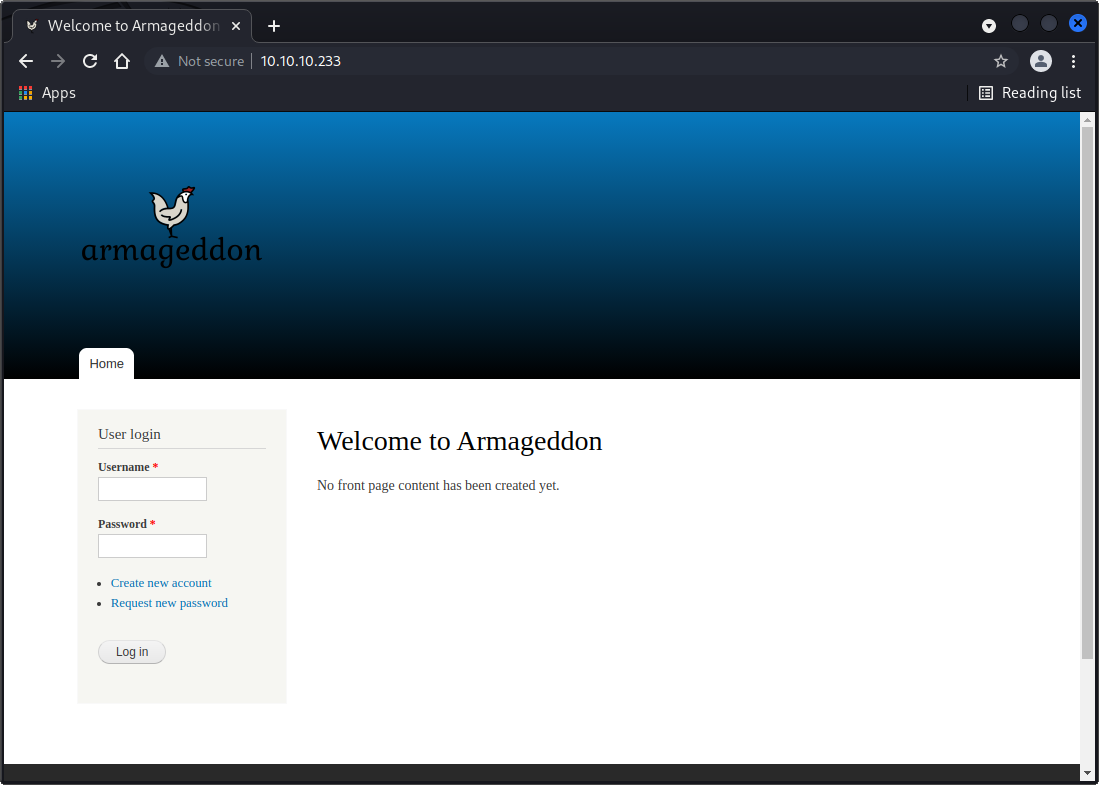 Welcome to Armageddon
Not secure
10.10.10.233
Apps
Reading list
armageddon
Home
User login
Welcome to Armageddon
Username *
No front page content has been created yet.
Password *
Create new account
Request new password
Log in